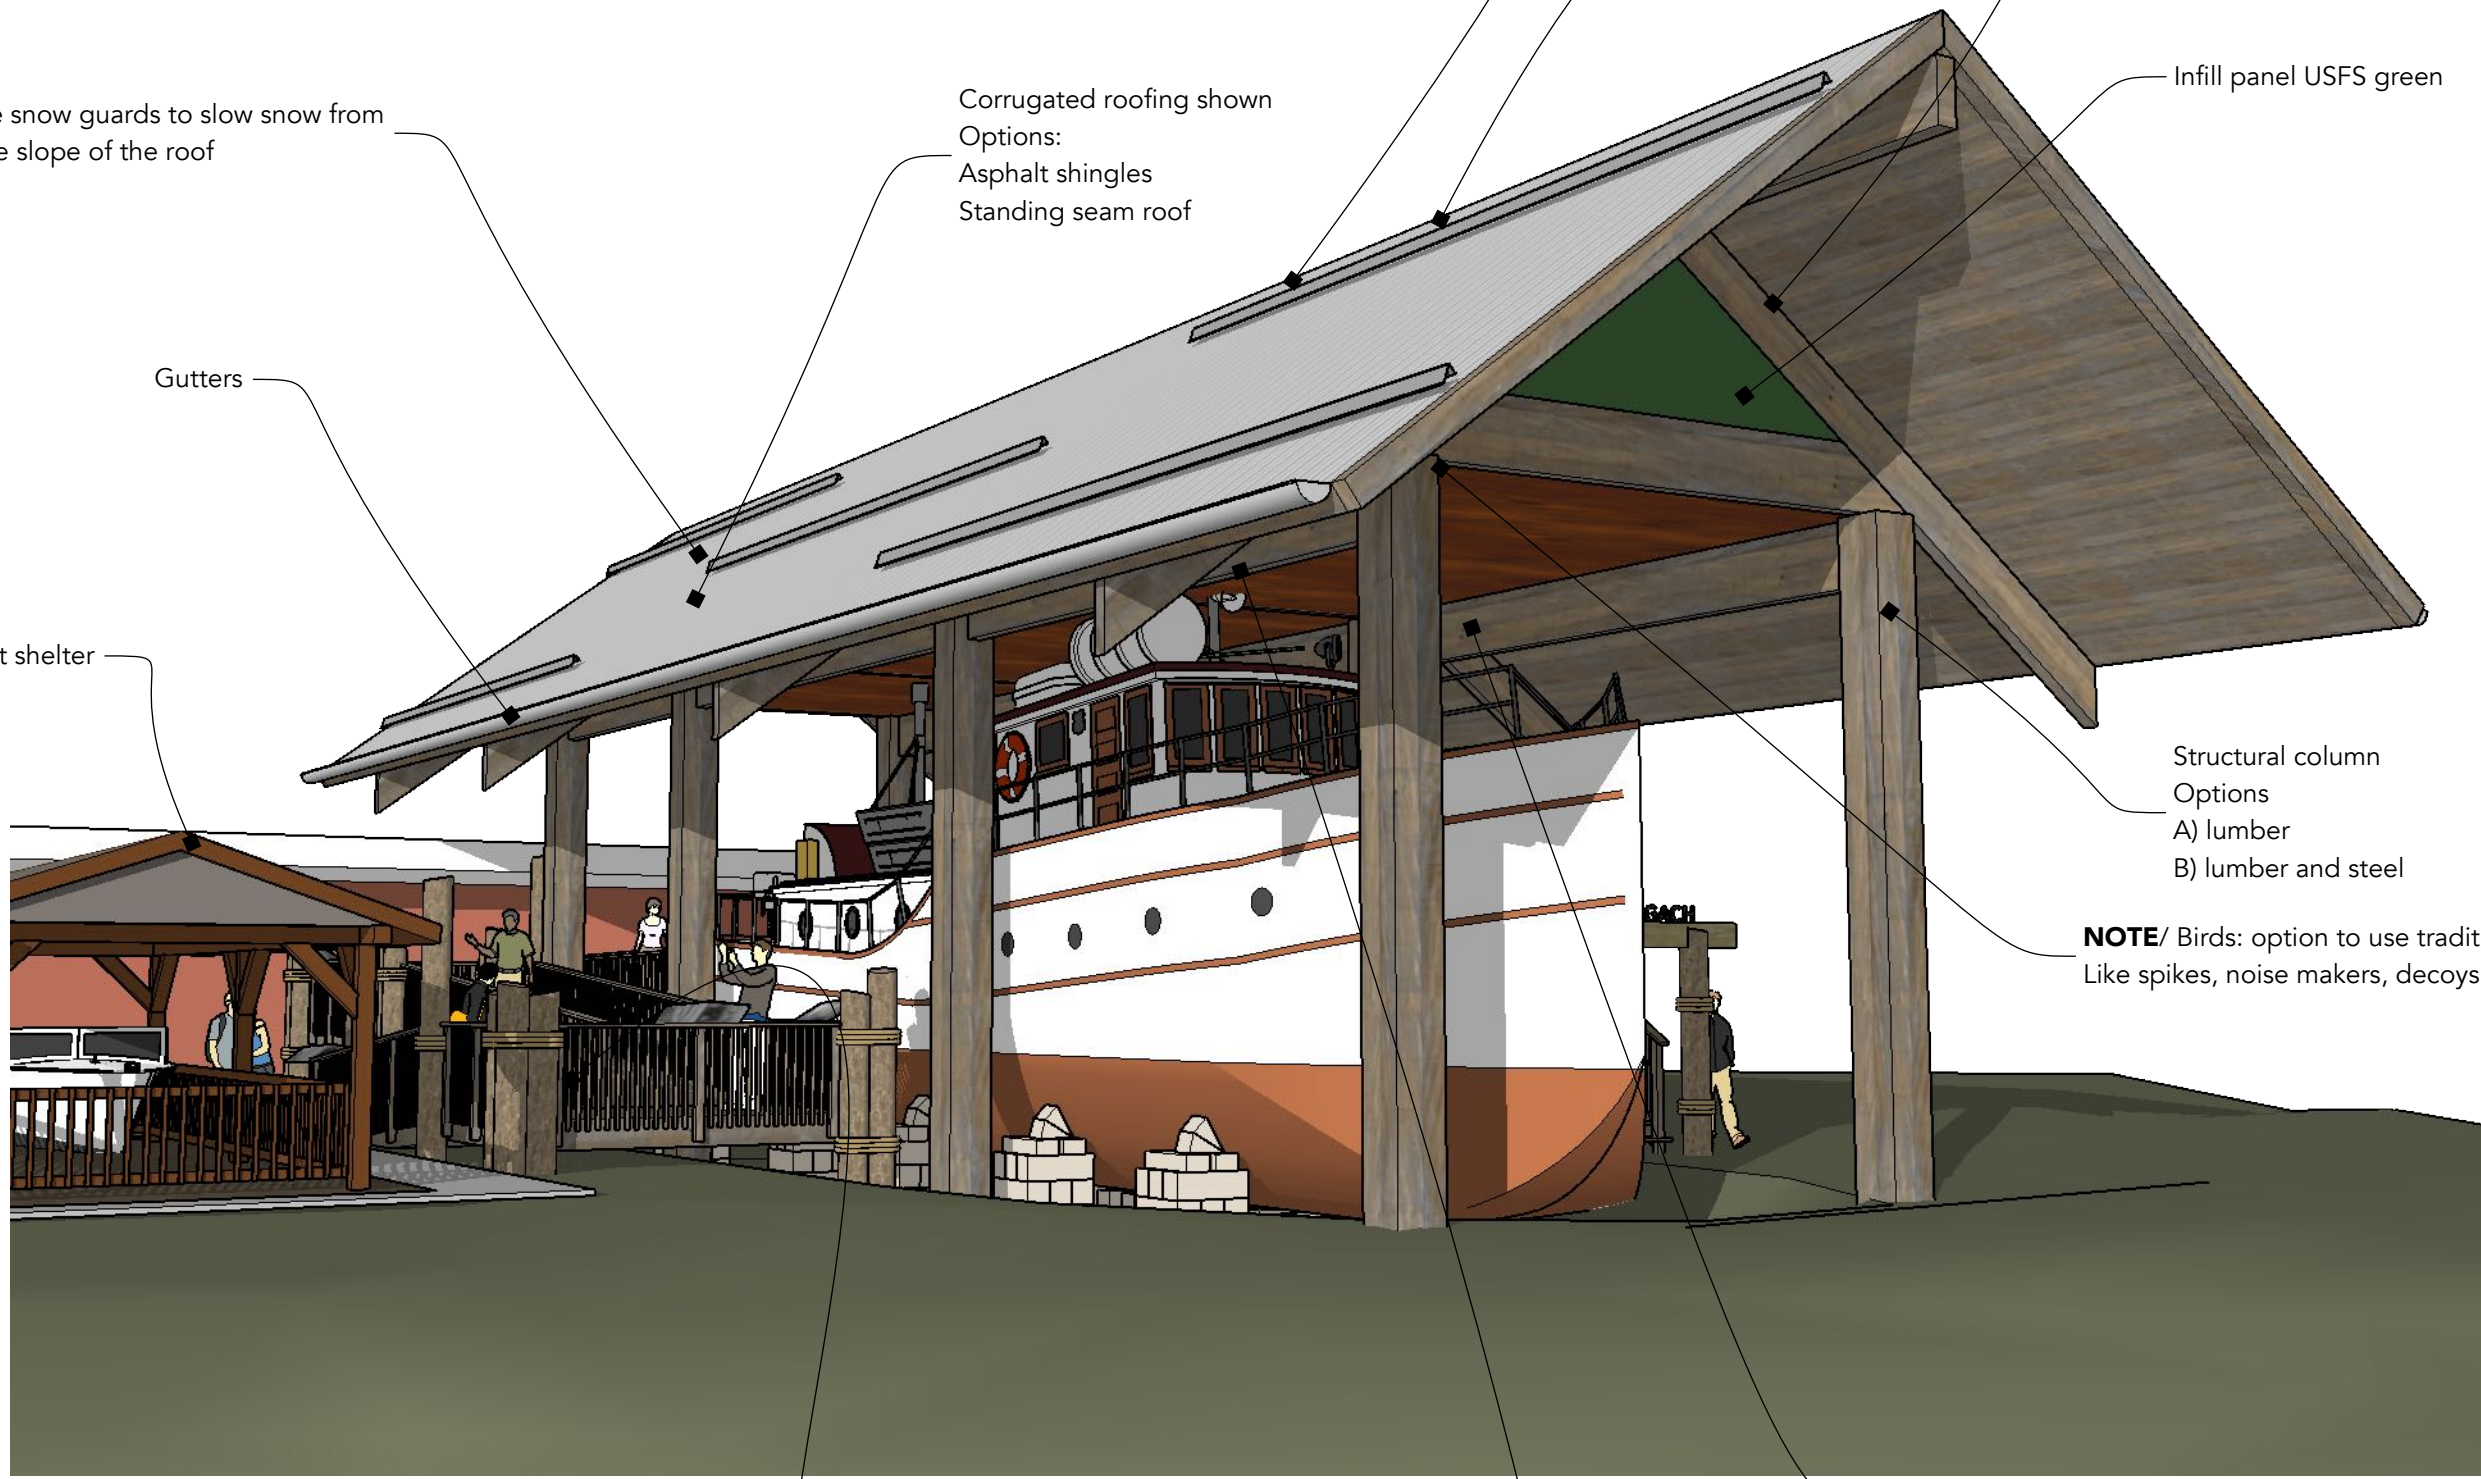 snow guards to slow snow from
slope of the roof
Corrugated roofing shown
Options:
Asphalt shingles
Standing seam roof
Infill panel USFS green
Gutters
shelter
Structural column
Options
A) lumber
B) lumber and steel
GACH
NOTE/ Birds: option to use tradit
Like spikes, noise makers, decoys